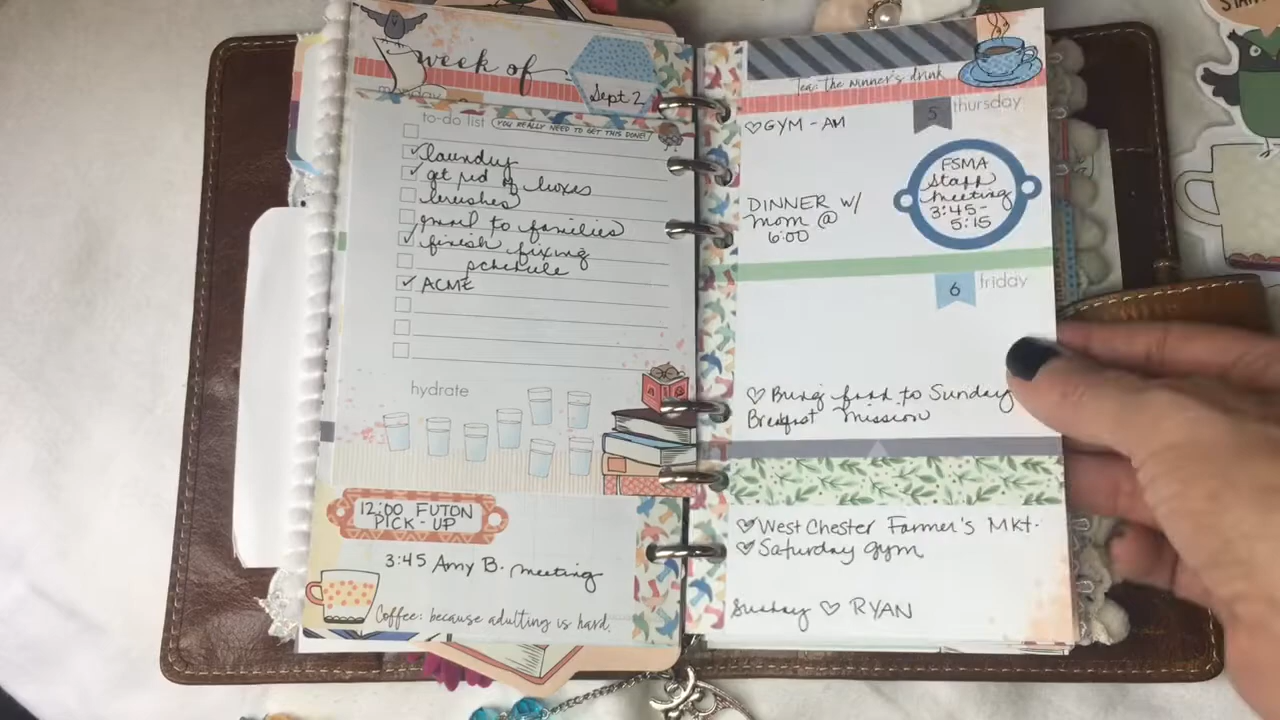 week of
Sept 2
monday
to-do list
YOU REALLY NEED TO GET THIS DONE!
laundry
get rid of boxes
brushes
email to families
finish fixing
schedule
ACME
hydrate
12:00 FUTON
PICK-UP
3:45 Amy B. meeting
Coffee: because adulting is hard.
Tea: the winner's drink
5 thursday
♡GYM - AM
FSMA
Staff
meeting
3:45-
5:15
DINNER W/
mom @
6:00
6 friday
♡ Bring food to Sunday
Breakfast Mission
♡West Chester Farmer's Mkt.
♡Saturday gym
Sunday ♡ RYAN